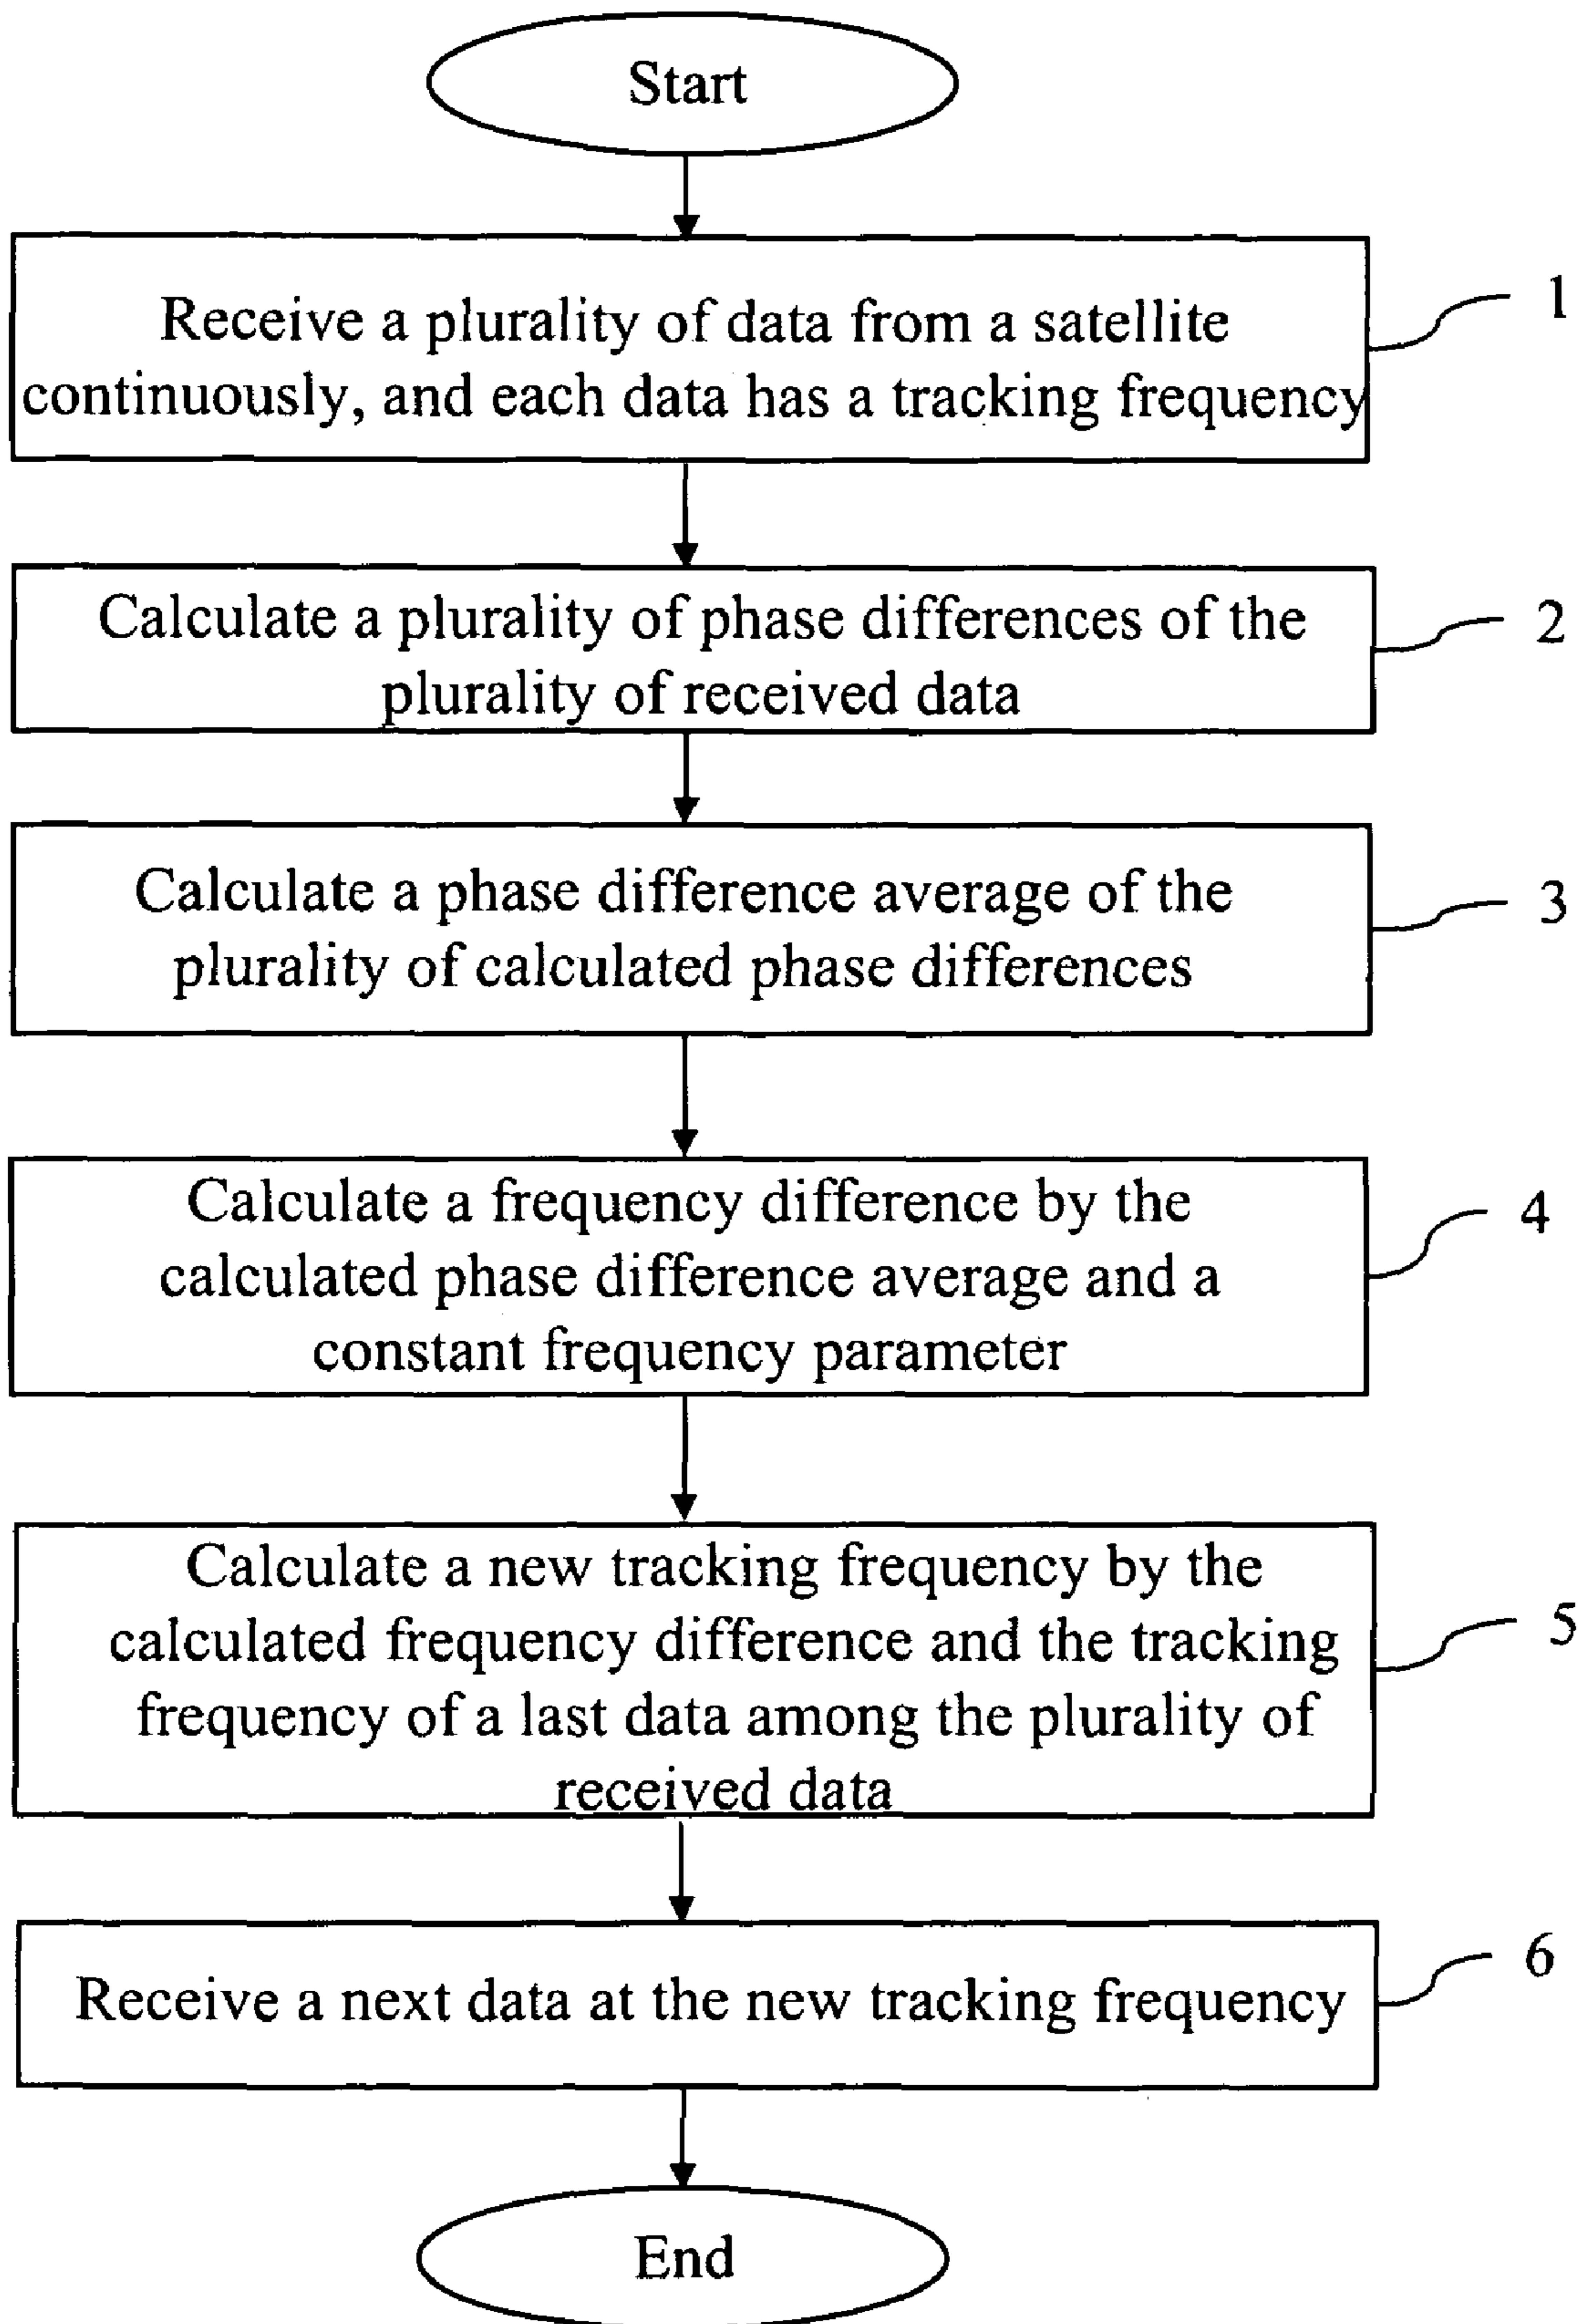 Start
Receive a plurality of data from a satellite
continuously, and each data has a tracking frequency
1
Calculate a plurality of phase differences of the
plurality of received data
2
Calculate a phase difference average of the
plurality of calculated phase differences
3
Calculate a frequency difference by the
calculated phase difference average and a
constant frequency parameter
4
Calculate a new tracking frequency by the
calculated frequency difference and the tracking
frequency of a last data among the plurality of
received data
5
Receive a next data at the new tracking frequency
6
End